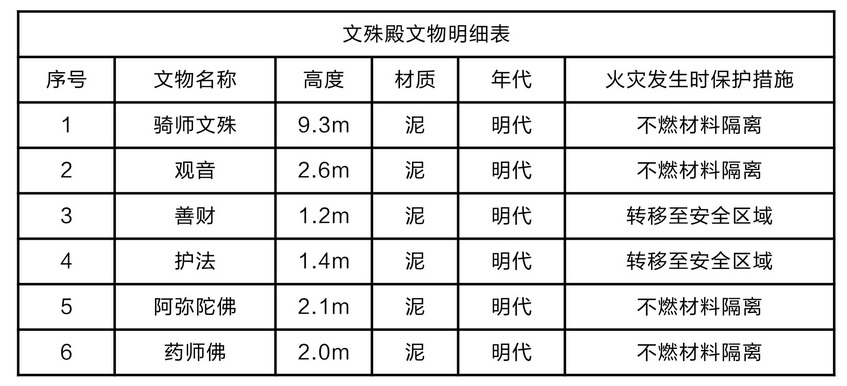 文殊殿文物明细表
序号 文物名称 高度 材质 年代 火灾发生时保护措施
1 骑师文殊 9.3m 泥 明代 不燃材料隔离
2 观音 2.6m 泥 明代 不燃材料隔离
3 善财 1.2m 泥 明代 转移至安全区域
4 护法 1.4m 泥 明代 转移至安全区域
5 阿弥陀佛 2.1m 泥 明代 不燃材料隔离
6 药师佛 2.0m 泥 明代 不燃材料隔离